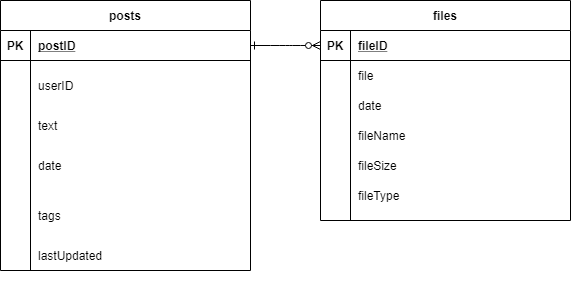 posts
PK postID
userID
text
date
tags
lastUpdated
files
PK fileID
file
date
fileName
fileSize
fileType